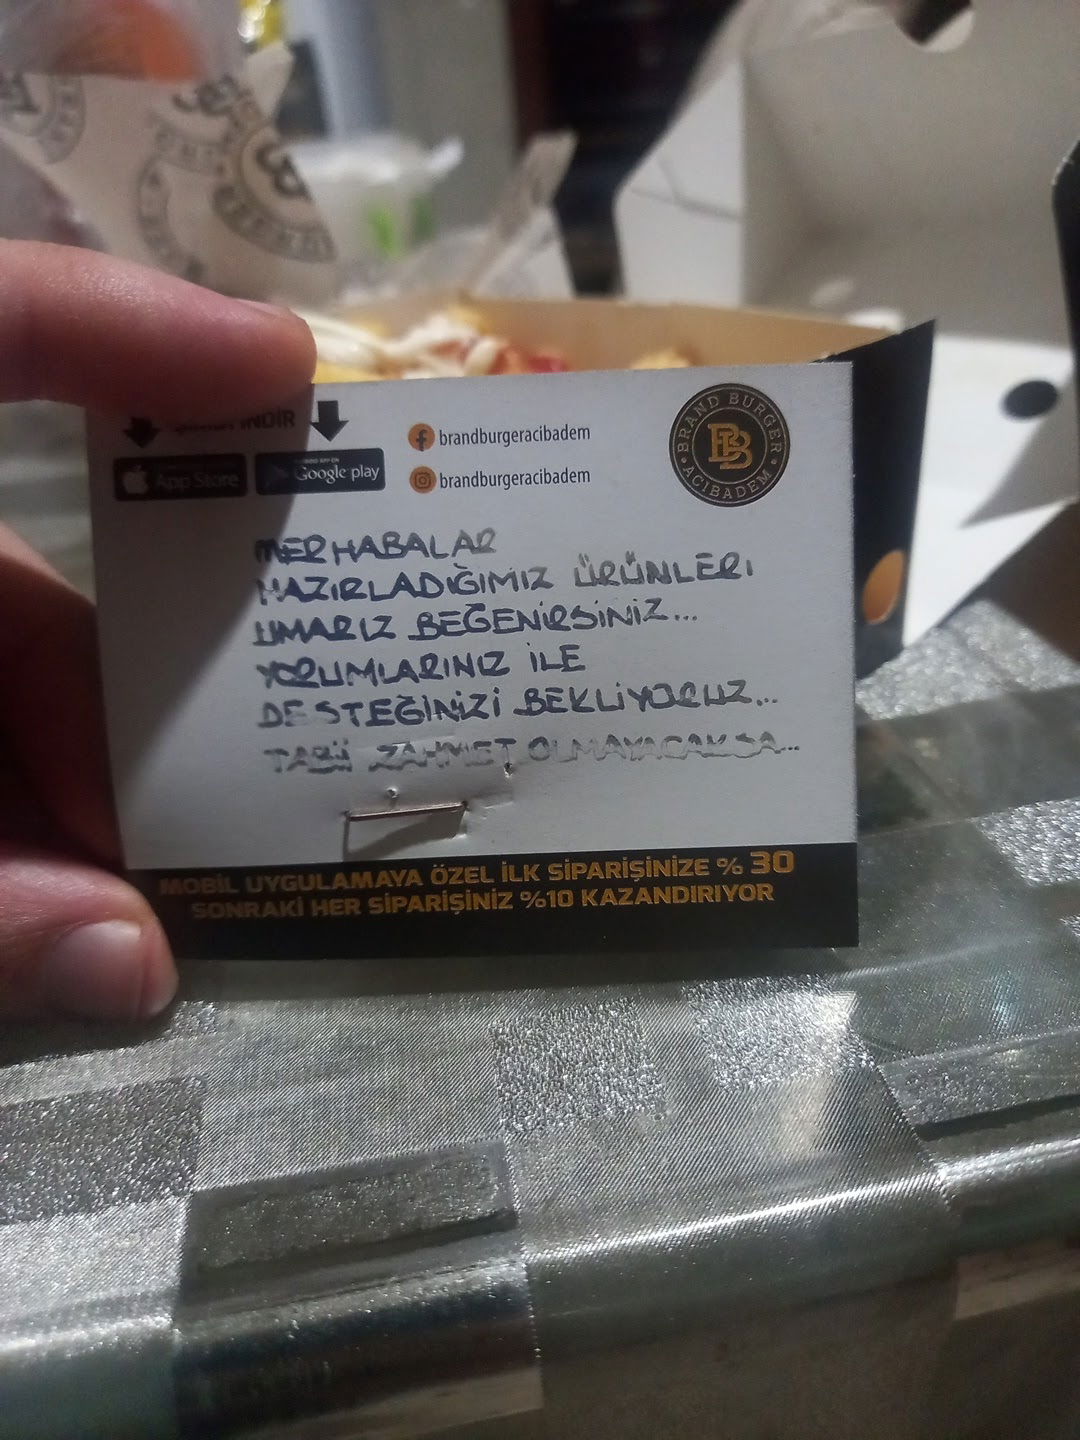 İNDİR
App Store
Google play
brandburgeracibadem
brandburgeracibadem
BRAND BURGER
BB
ACIBADEM
MERHABALAR
HAZIRLADIĞIMIZ ÜRÜNLERİ
UMARIZ BEĞENİRSİNİZ...
YORUMLARINIZ İLE
DESTEĞİNİZİ BEKLİYORUZ...
TABİİ ZAHMET OLMAYACAKSA...
MOBİL UYGULAMAYA ÖZEL İLK SİPARİŞİNİZE % 30
SONRAKİ HER SİPARİŞİNİZ %10 KAZANDIRIYOR